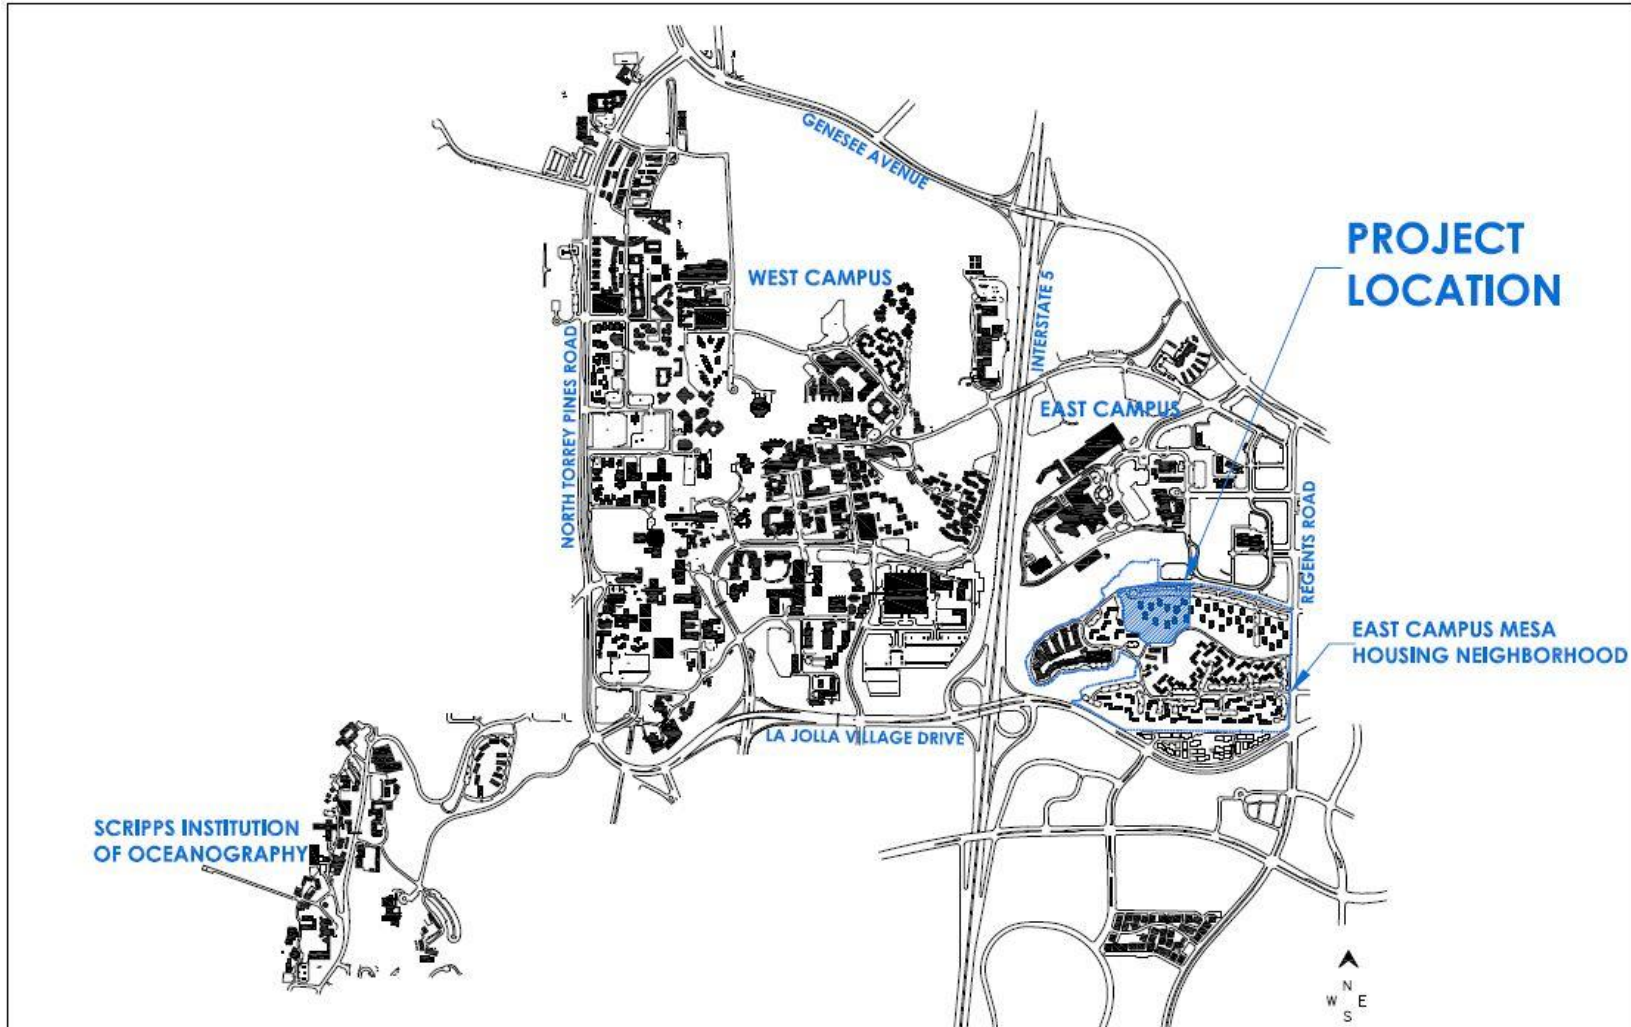 GENESEE AVENUE
PROJECT
LOCATION
WEST CAMPUS
INTERSTATE 5
NORTH TORREY PINES ROAD
EAST CAMPUS
REGENTS ROAD
EAST CAMPUS MESA
HOUSING NEIGHBORHOOD
LA JOLLA VILLAGE DRIVE
SCRIPPS INSTITUTION
OF OCEANOGRAPHY
N
W E
S